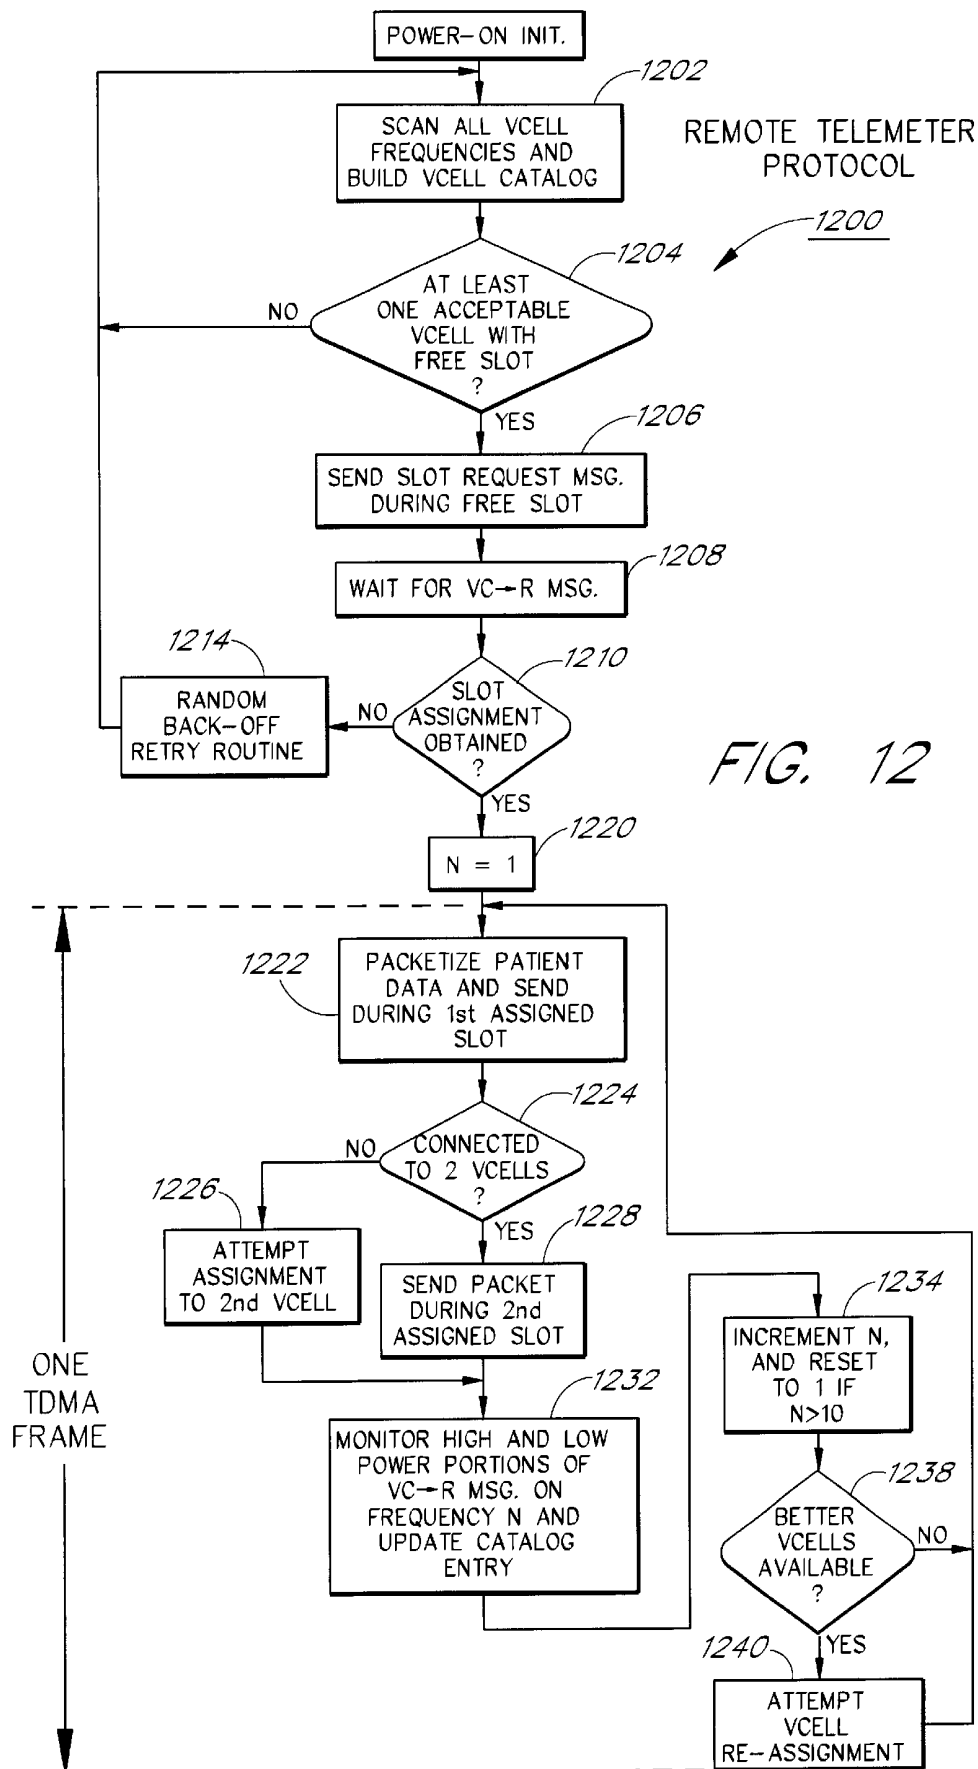 POWER-ON INIT.
1202
SCAN ALL VCELL
FREQUENCIES AND
BUILD VCELL CATALOG
REMOTE TELEMETER
PROTOCOL
1200
1204
AT LEAST
ONE ACCEPTABLE
VCELL WITH
FREE SLOT
?
NO
YES
1206
SEND SLOT REQUEST MSG.
DURING FREE SLOT
1208
WAIT FOR VC→R MSG.
1210
SLOT
ASSIGNMENT
OBTAINED
?
NO
1214
RANDOM
BACK-OFF
RETRY ROUTINE
YES
FIG. 12
1220
N = 1
1222
PACKETIZE PATIENT
DATA AND SEND
DURING 1st ASSIGNED
SLOT
1224
CONNECTED
TO 2 VCELLS
?
NO
YES
1226
ATTEMPT
ASSIGNMENT
TO 2nd VCELL
1228
SEND PACKET
DURING 2nd
ASSIGNED SLOT
ONE
TDMA
FRAME
1232
MONITOR HIGH AND LOW
POWER PORTIONS OF
VC→R MSG. ON
FREQUENCY N AND
UPDATE CATALOG
ENTRY
1234
INCREMENT N,
AND RESET
TO 1 IF
N>10
1238
BETTER
VCELLS
AVAILABLE
?
NO
YES
1240
ATTEMPT
VCELL
RE-ASSIGNMENT